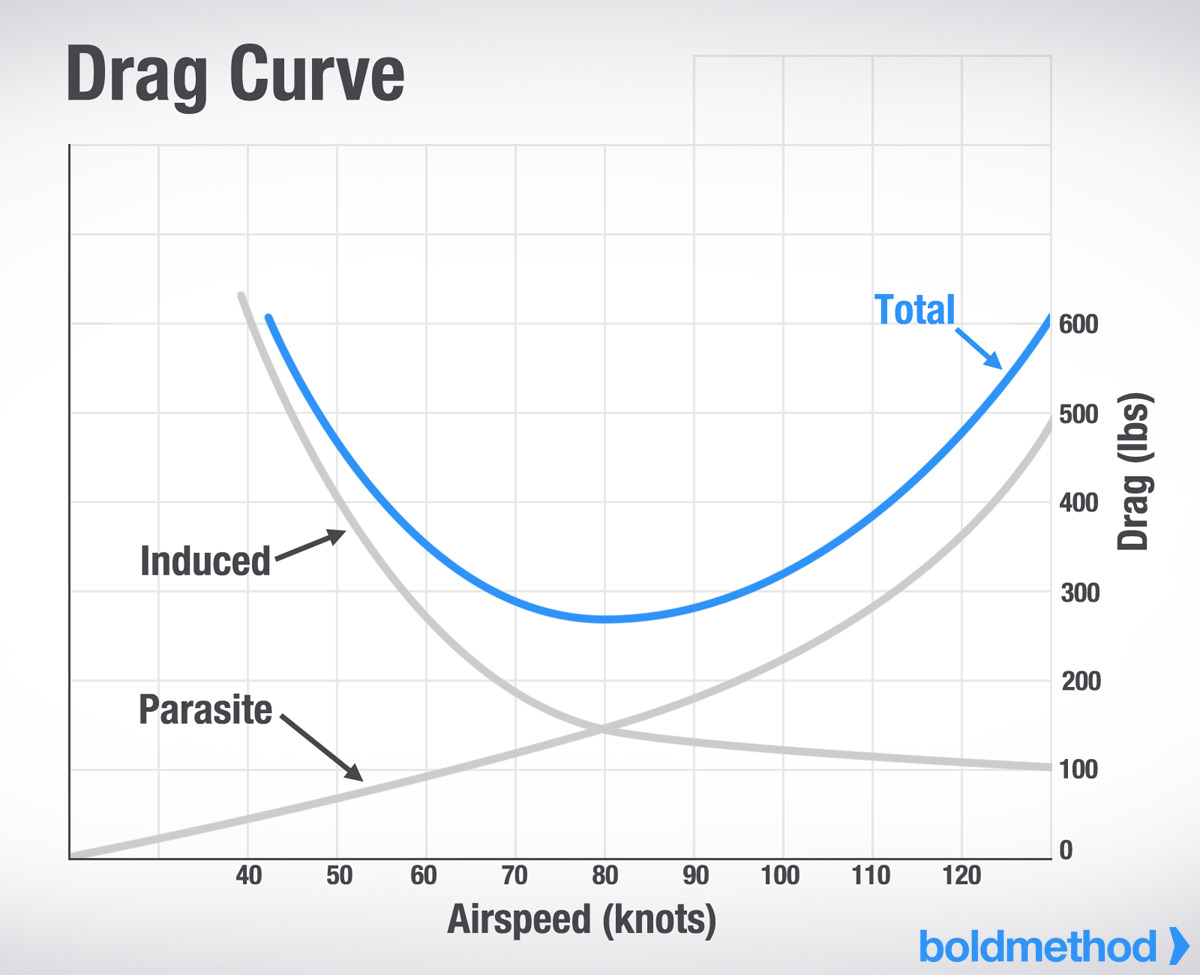 Drag Curve
Total
600
500
400
300
200
100
0
Drag (lbs)
Induced
Parasite
40 50 60 70 80 90 100 110 120
Airspeed (knots)
boldmethod